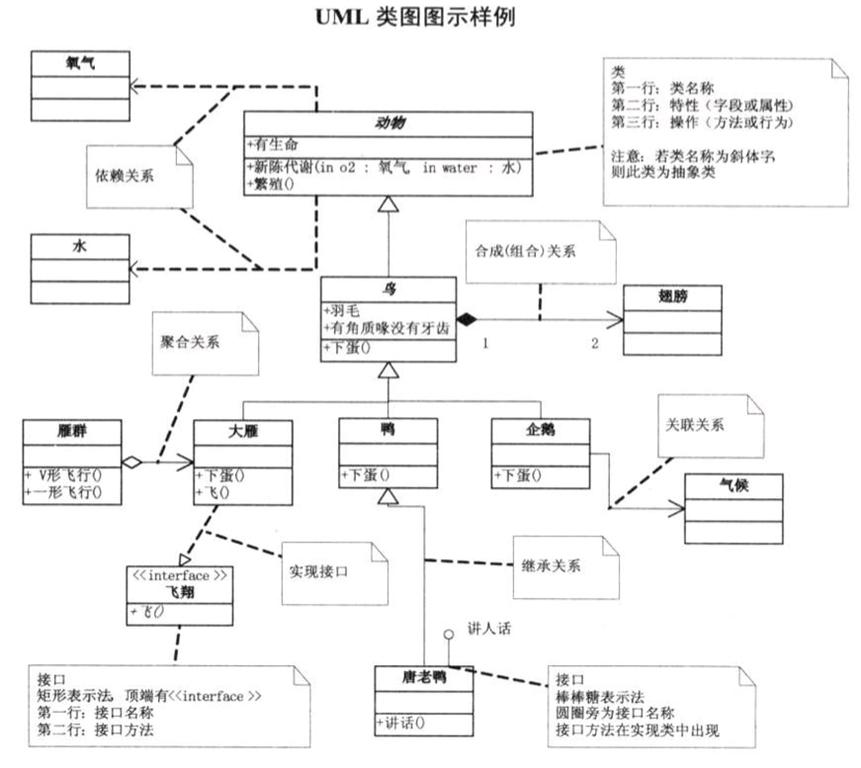 UML 类图图示样例
氧气
动物
+有生命
+新陈代谢(in o2 : 氧气, in water : 水)
+繁殖()
类
第一行：类名称
第二行：特性（字段或属性）
第三行：操作（方法或行为）
注意：若类名称为斜体字,
则此类为抽象类
依赖关系
水
合成(组合)关系
鸟
+羽毛
+有角质喙没有牙齿
+下蛋()
1
2
翅膀
聚合关系
雁群
+ V形飞行()
+一形飞行()
大雁
+下蛋()
+飞()
鸭
+下蛋()
企鹅
+下蛋()
关联关系
气候
<<interface>>
飞翔
+飞()
实现接口
继承关系
讲人话
接口
矩形表示法, 顶端有<<interface>>
第一行：接口名称
第二行：接口方法
唐老鸭
+讲话()
接口
棒棒糖表示法
圆圈旁为接口名称
接口方法在实现类中出现